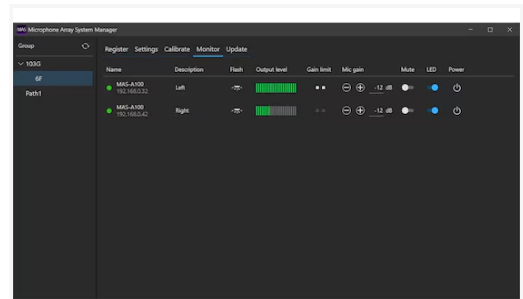 MAS Microphone Array System Manager
Group
Register Settings Calibrate Monitor Update
103G
6F
Path1
Name Description Flash Output level Gain limit Mic gain Mute LED Power
MAS-A100 Left -12 dB
192.168.0.32
MAS-A100 Right -12 dB
192.168.0.42